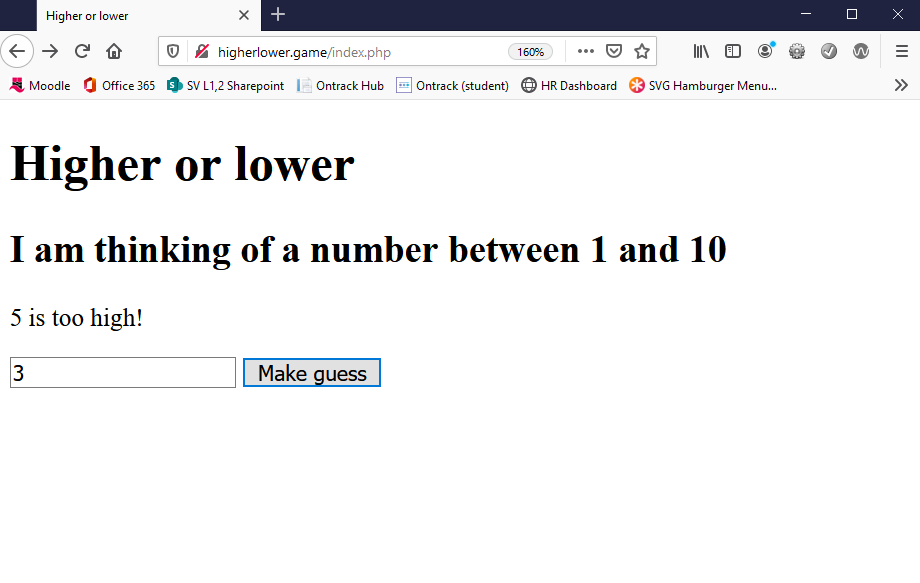 Higher or lower
higherlower.game/index.php 160%
Moodle Office 365 SV L1,2 Sharepoint Ontrack Hub Ontrack (student) HR Dashboard SVG Hamburger Menu...
Higher or lower
I am thinking of a number between 1 and 10
5 is too high!
3 Make guess